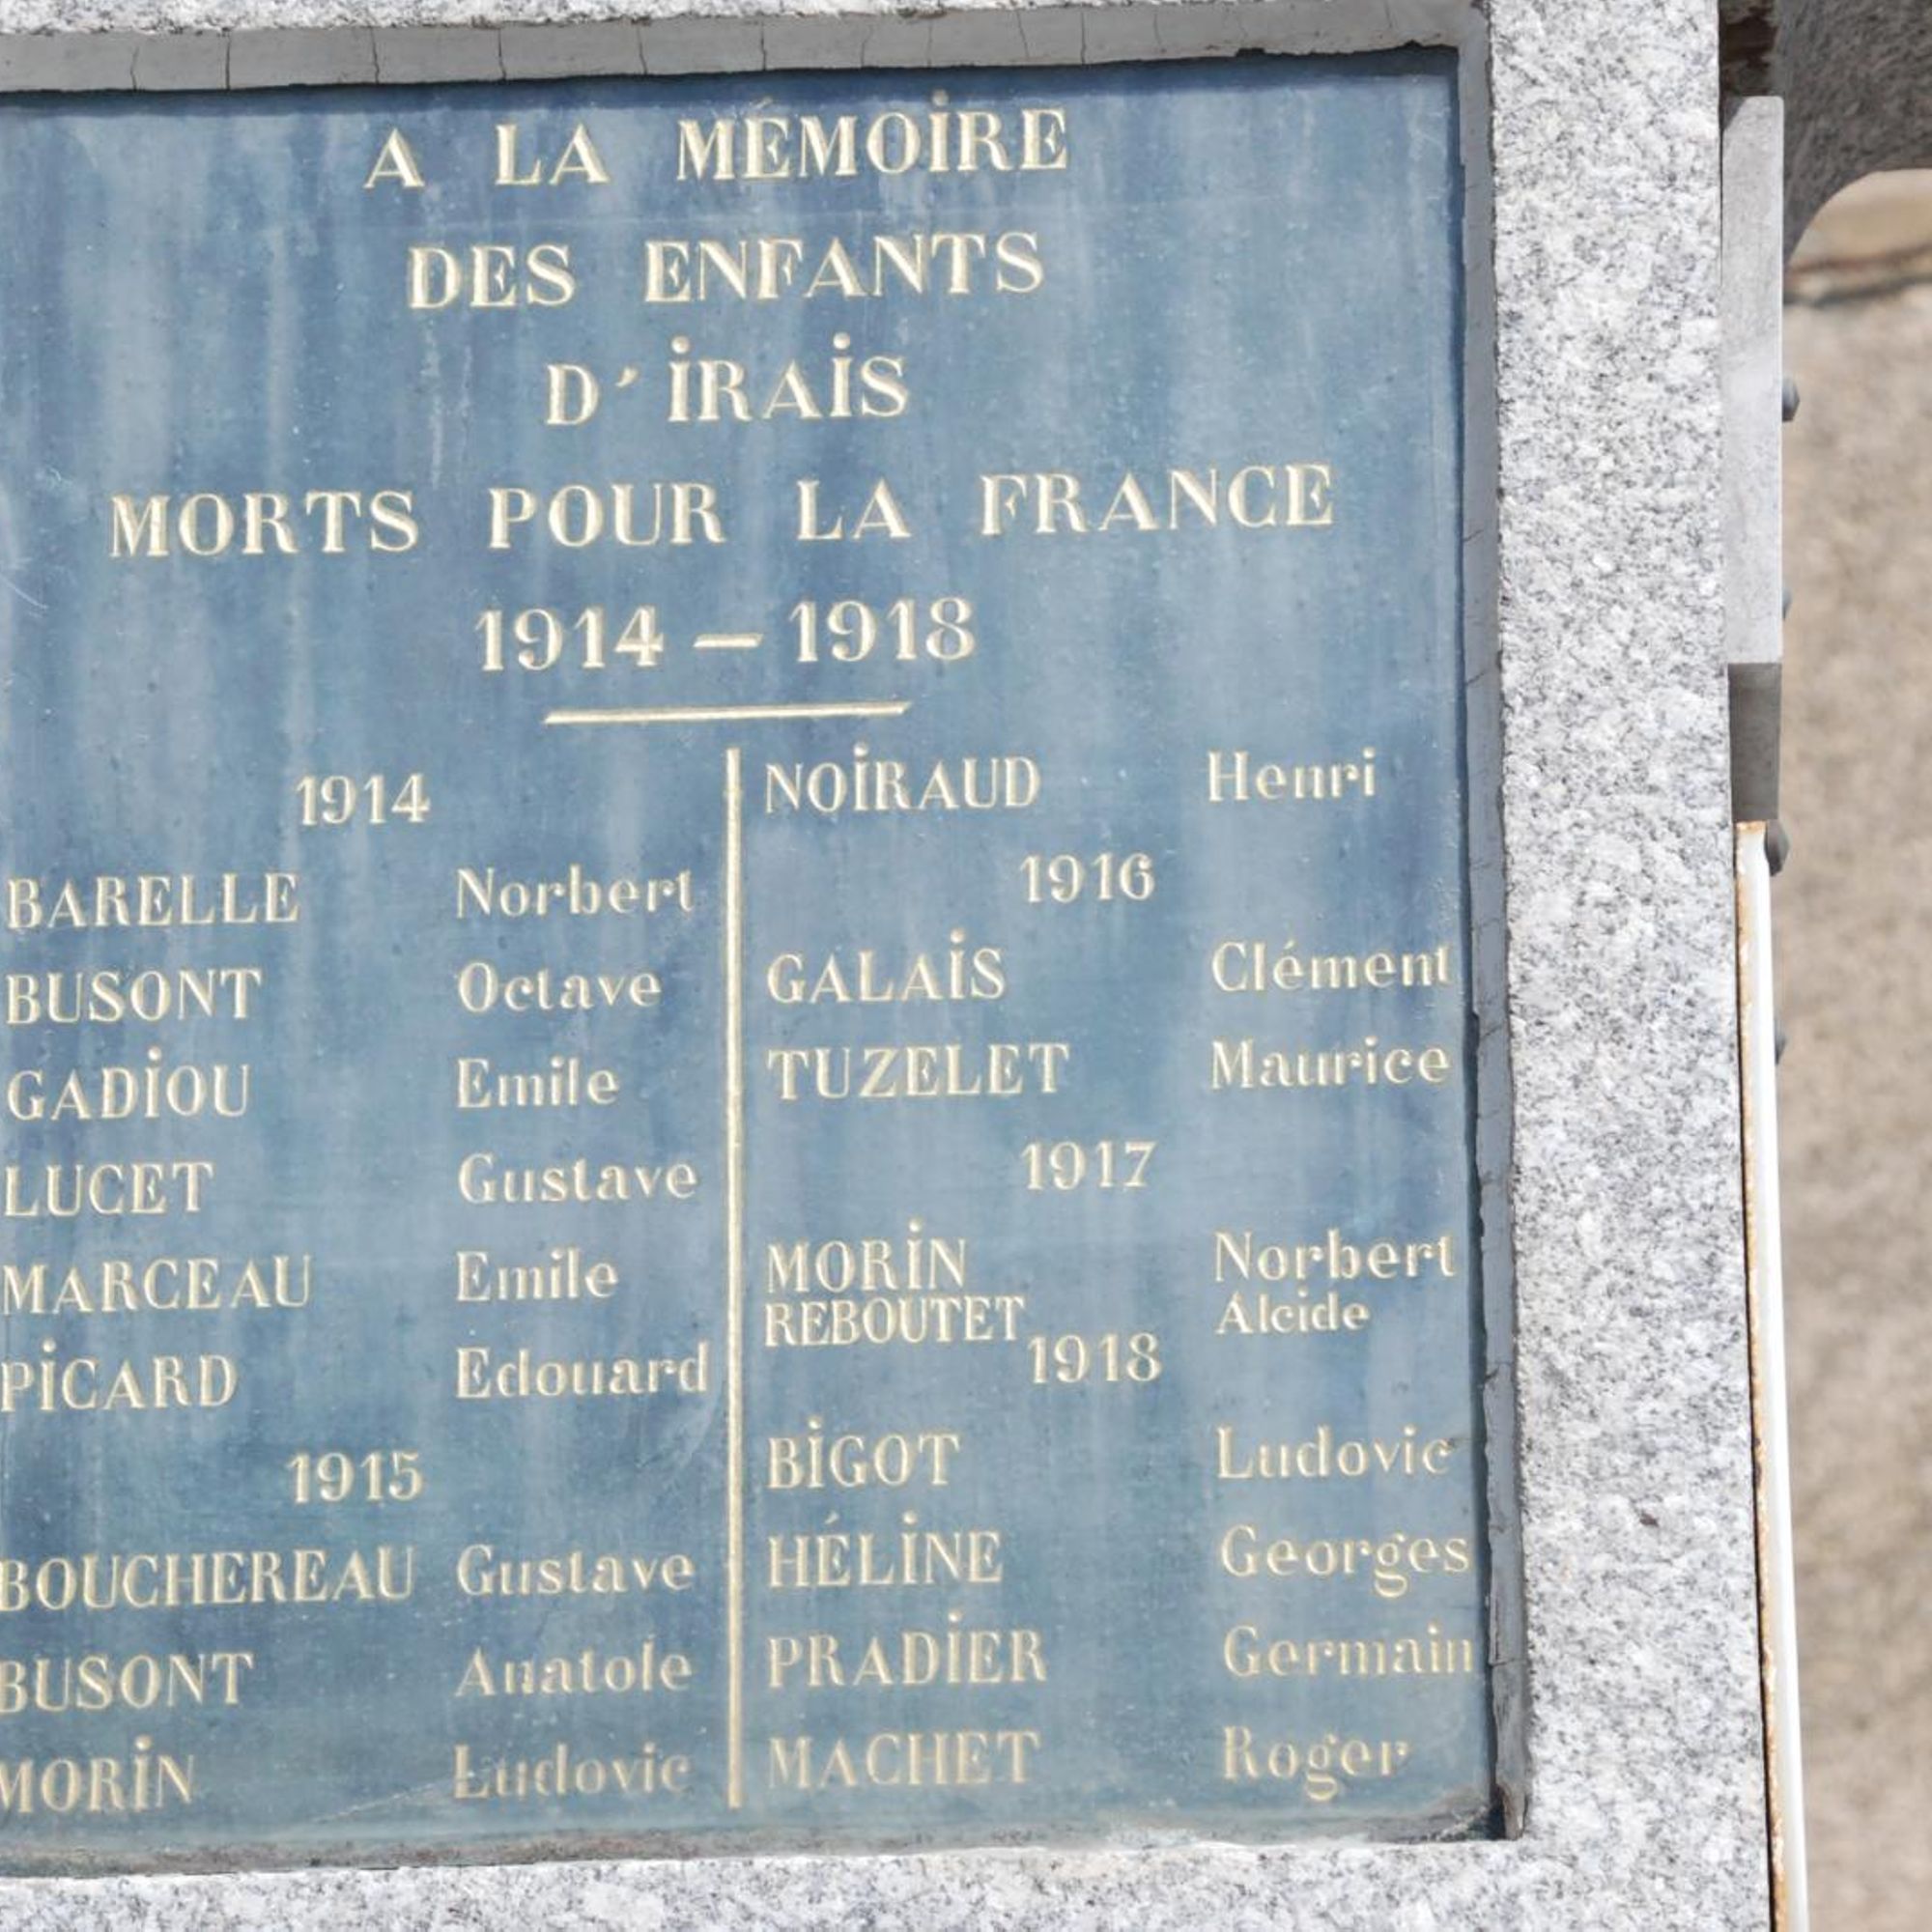 A LA MÉMOIRE
DES ENFANTS
D'IRAIS
MORTS POUR LA FRANCE
1914 – 1918
1914
BARELLE Norbert
BUSONT Octave
GADIOU Emile
LUCET Gustave
MARCEAU Emile
PICARD Edouard
1915
BOUCHEREAU Gustave
BUSONT Anatole
MORIN Ludovic
NOIRAUD Henri
1916
GALAIS Clément
TUZELET Maurice
1917
MORIN Norbert
REBOUTET Alcide
1918
BIGOT Ludovic
HÉLINE Georges
PRADIER Germain
MACHET Roger